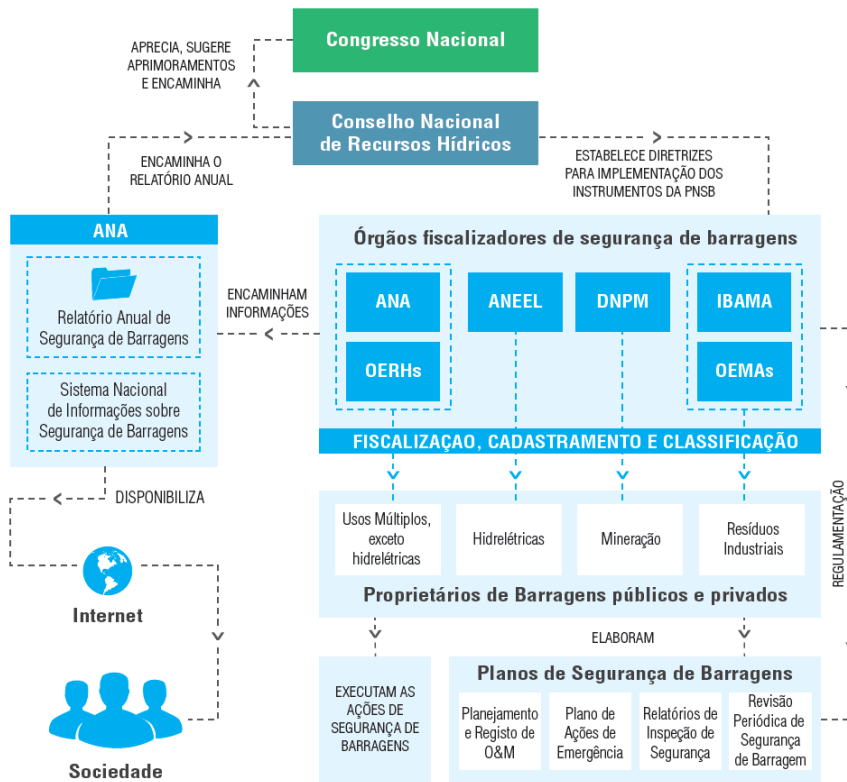 Congresso Nacional
APRECIA, SUGERE
APRIMORAMENTOS
E ENCAMINHA
Conselho Nacional
de Recursos Hídricos
ENCAMINHA O
RELATÓRIO ANUAL
ESTABELECE DIRETRIZES
PARA IMPLEMENTAÇÃO DOS
INSTRUMENTOS DA PNSB
ANA
Relatório Anual de
Segurança de Barragens
Sistema Nacional
de Informações sobre
Segurança de Barragens
ENCAMINHAM
INFORMAÇÕES
Órgãos fiscalizadores de segurança de barragens
ANA
ANEEL
DNPM
IBAMA
OERHs
OEMAs
FISCALIZAÇAO, CADASTRAMENTO E CLASSIFICAÇÃO
DISPONIBILIZA
Internet
Sociedade
Usos Múltiplos,
exceto
hidrelétricas
Hidrelétricas
Mineração
Resíduos
Industriais
Proprietários de Barragens públicos e privados
REGULAMENTAÇÃO
ELABORAM
EXECUTAM AS
AÇÕES DE
SEGURANÇA DE
BARRAGENS
Planos de Segurança de Barragens
Planejamento
e Registo de
O&M
Plano de
Ações de
Emergência
Relatórios de
Inspeção de
Segurança
Revisão
Periódica de
Segurança
de Barragem